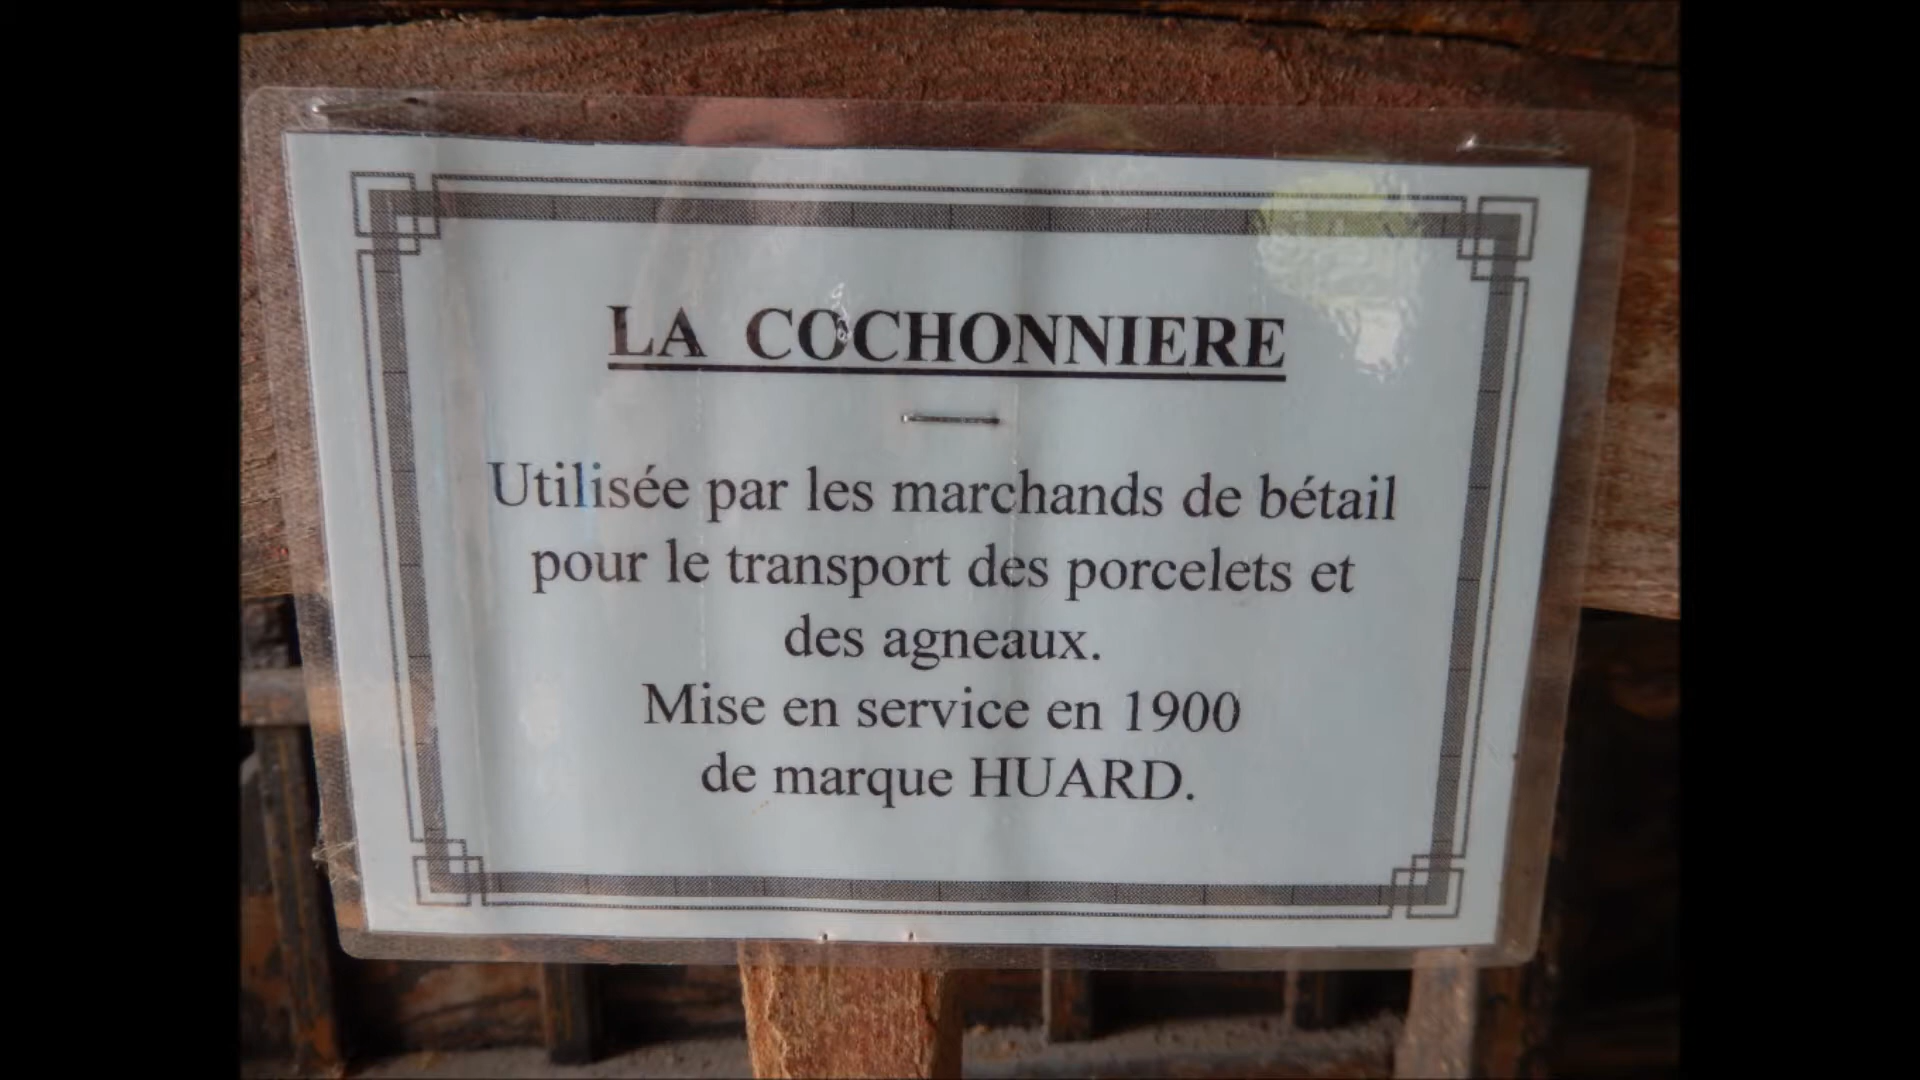 LA COCHONNIERE
Utilisée par les marchands de bétail
pour le transport des porcelets et
des agneaux.
Mise en service en 1900
de marque HUARD.